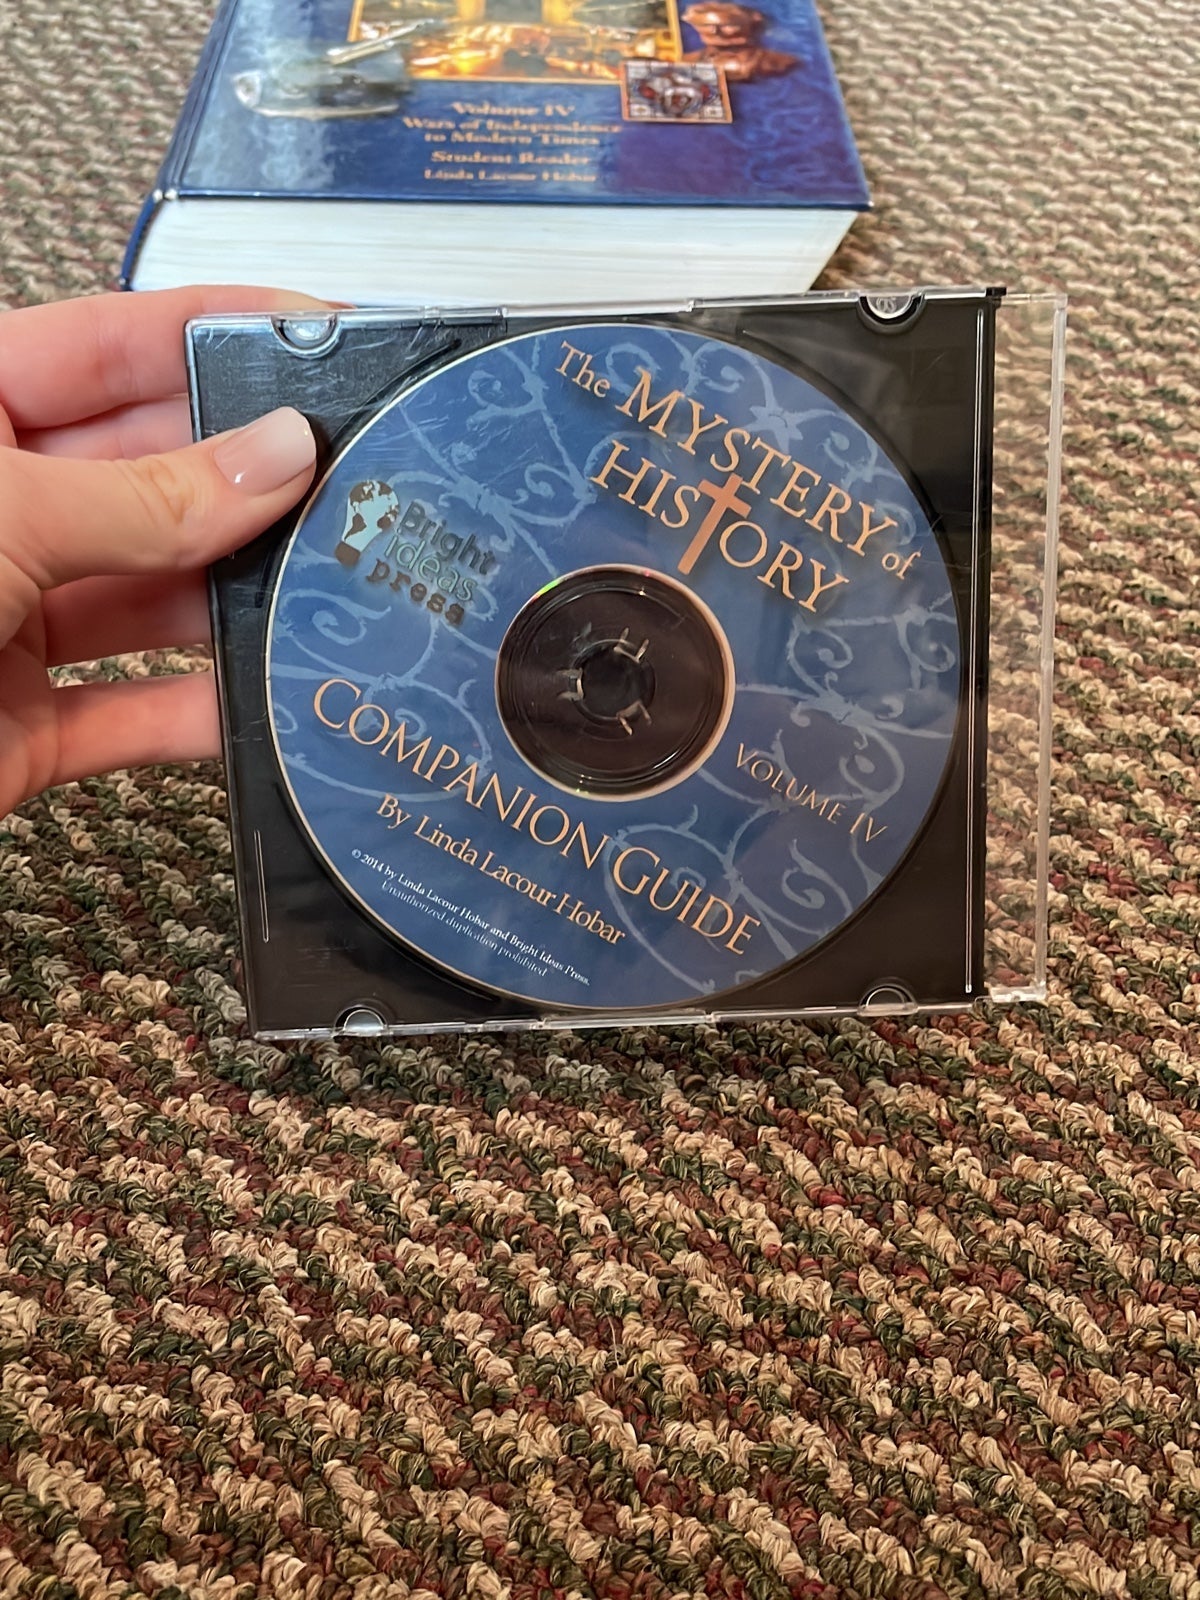 Volume IV
Wars of Independence
to Modern Times
Student Reader
Linda Lacour Hobar
The MYSTERY of
HISTORY
Bright
ideas
press
VOLUME IV
COMPANION GUIDE
By Linda Lacour Hobar
© 2014 by Linda Lacour Hobar and Bright Ideas Press.
Unauthorized duplication prohibited